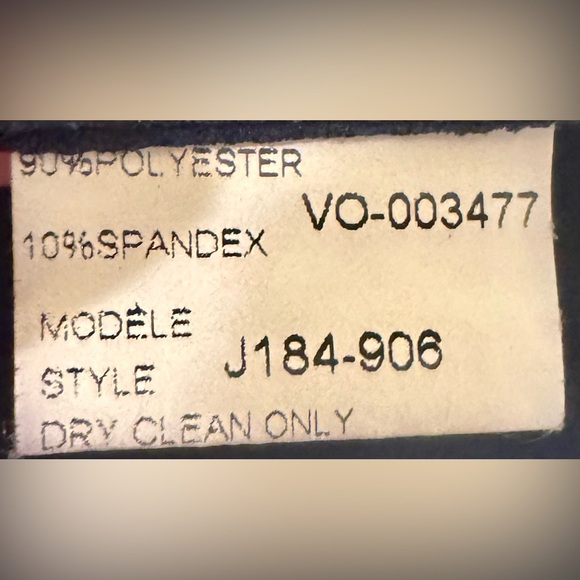 90%POLYESTER
VO-003477
10%SPANDEX
MODÈLE
J184-906
STYLE
DRY CLEAN ONLY